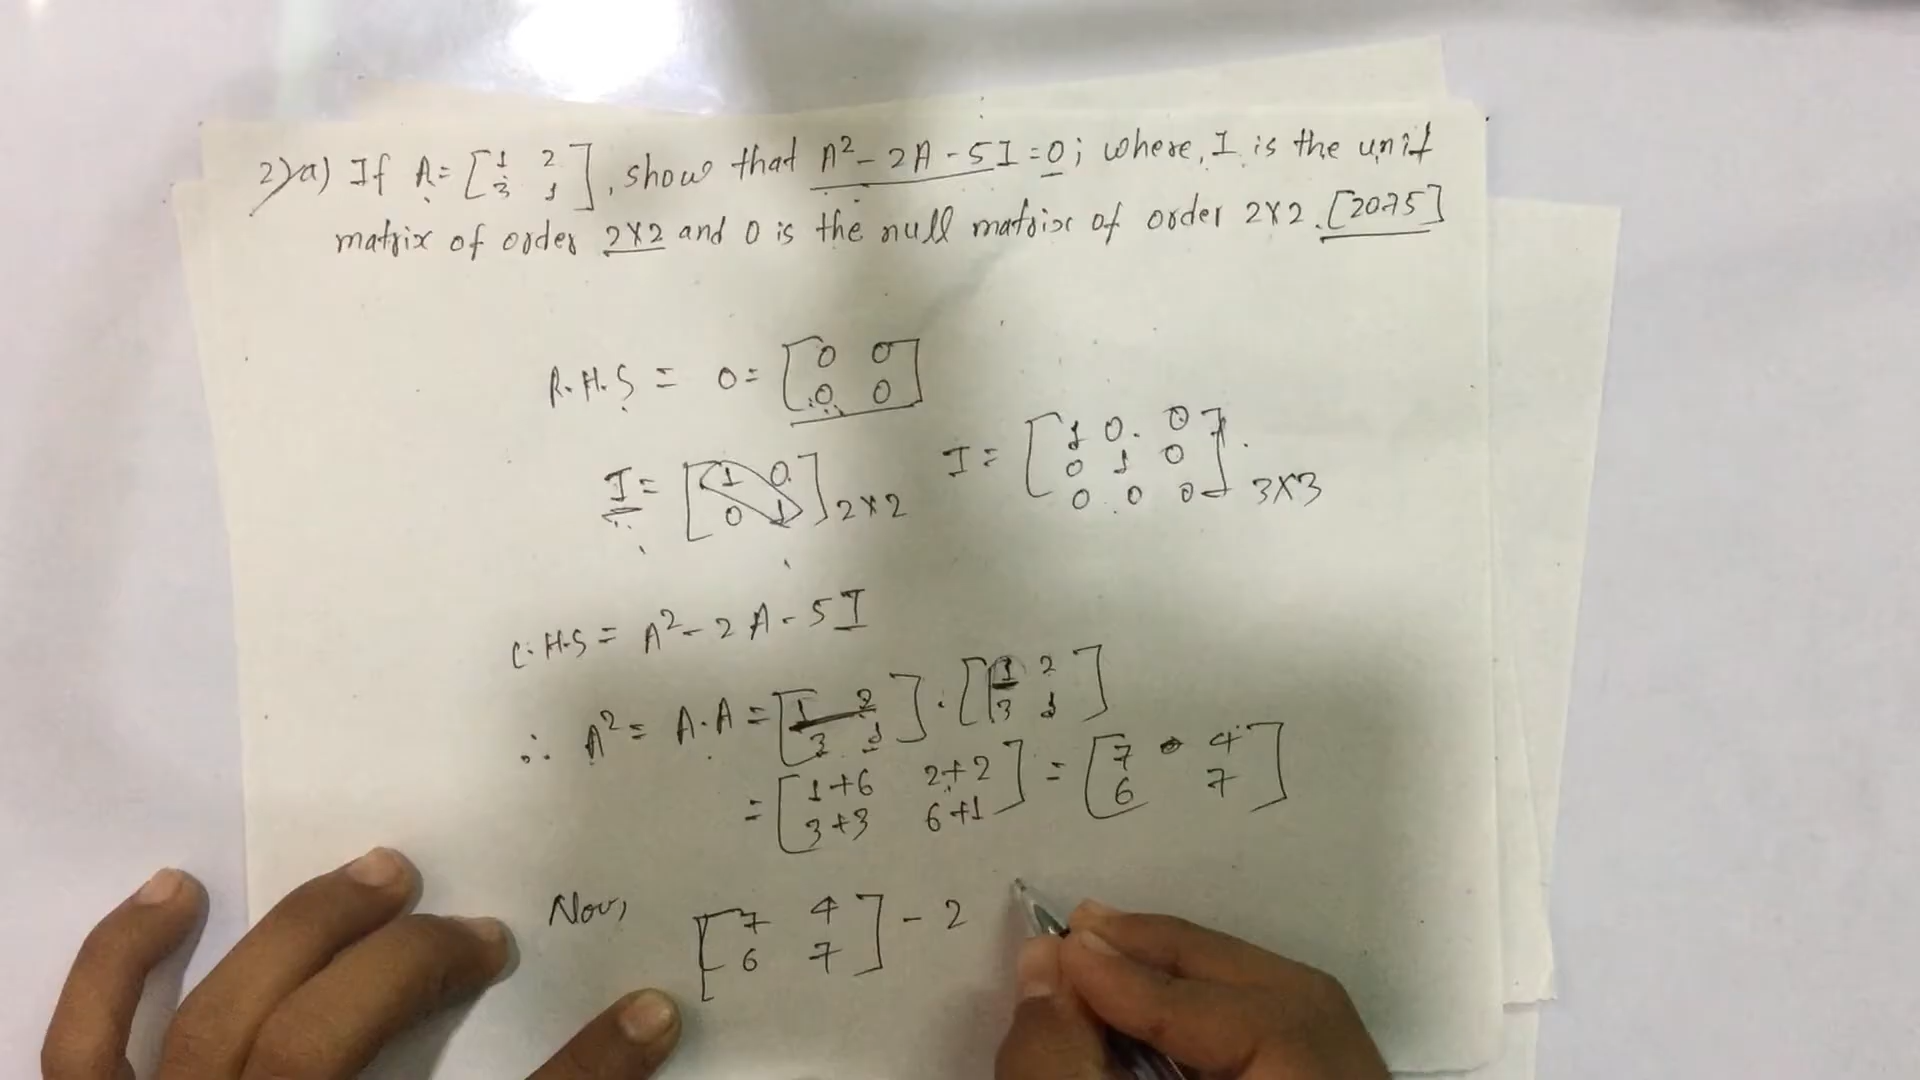 2)a) If A = [1 2 3 1], show that A² - 2A - 5I = 0; where, I is the unit
matrix of order 2×2 and 0 is the null matrix of order 2×2. [2075]
R.H.S = 0 = [0 0
0 0]
I = [1 0
0 1] 2×2
I = [1 0 0
0 1 0
0 0 0] 3×3
L.H.S = A² - 2A - 5I
∴ A² = A.A = [1 2
3 1] . [1 2
3 1]
= [1+6 2+2
3+3 6+1] = [7 4
6 7]
Now,
[7 4
6 7] - 2